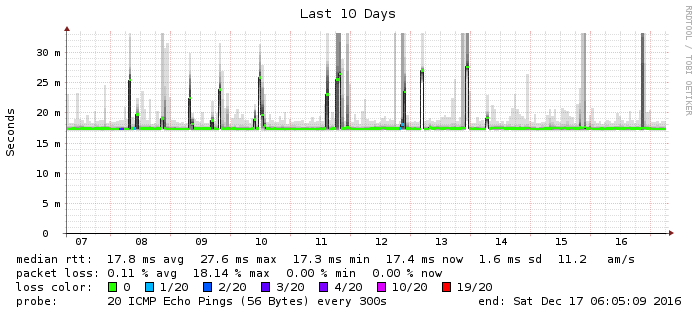 Last 10 Days
RRDTOOL / TOBI OETIKER
Seconds
30 m
25 m
20 m
15 m
10 m
5 m
0
07 08 09 10 11 12 13 14 15 16
median rtt: 17.8 ms avg 27.6 ms max 17.3 ms min 17.4 ms now 1.6 ms sd 11.2 am/s
packet loss: 0.11 % avg 18.14 % max 0.00 % min 0.00 % now
loss color: 0 1/20 2/20 3/20 4/20 10/20 19/20
probe: 20 ICMP Echo Pings (56 Bytes) every 300s end: Sat Dec 17 06:05:09 2016